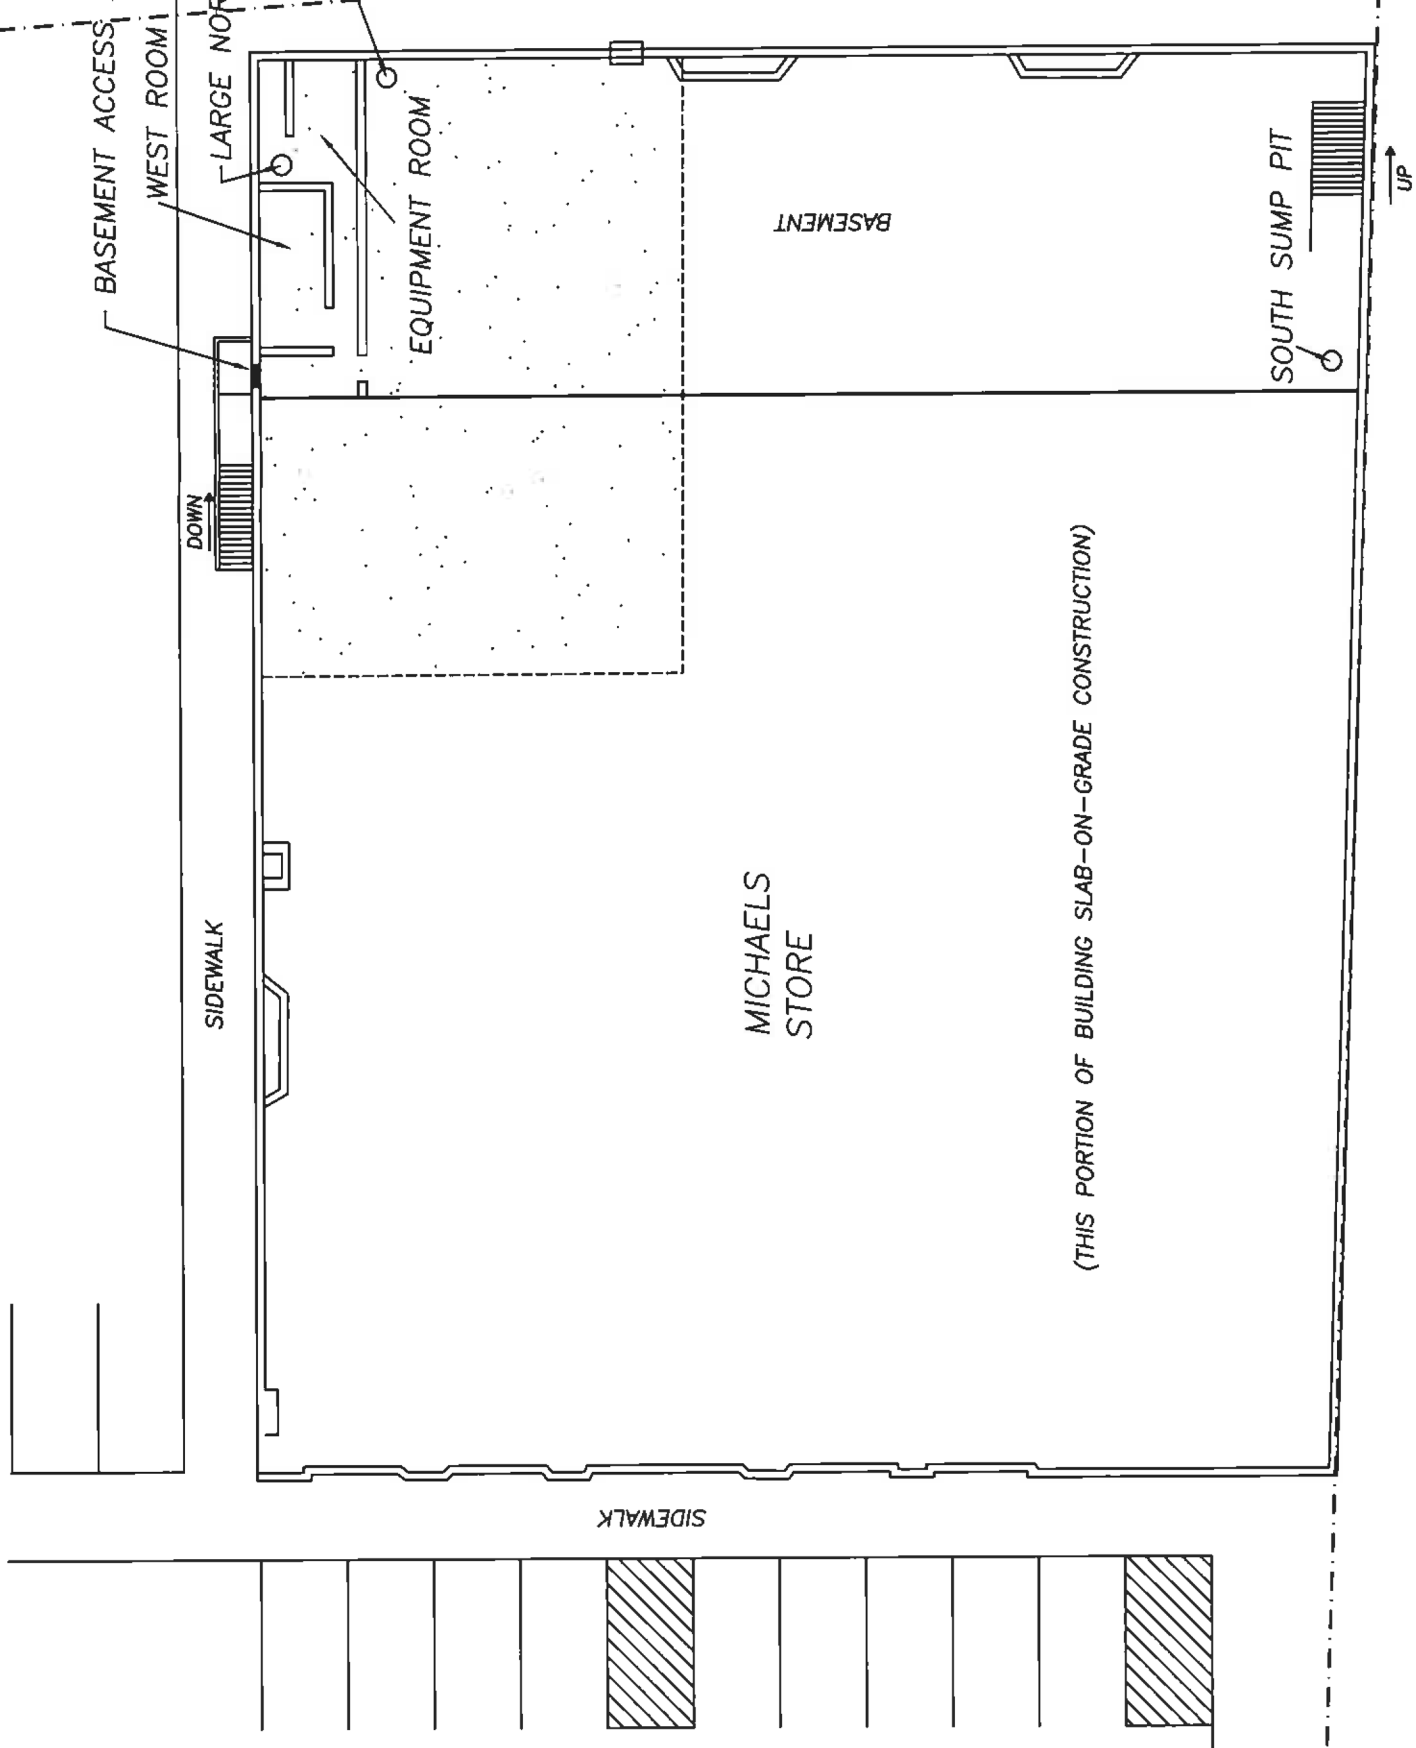 BASEMENT ACCESS
WEST ROOM
LARGE NOR
EQUIPMENT ROOM
BASEMENT
SOUTH SUMP PIT
UP
DOWN
SIDEWALK
MICHAELS
STORE
(THIS PORTION OF BUILDING SLAB-ON-GRADE CONSTRUCTION)
SIDEWALK